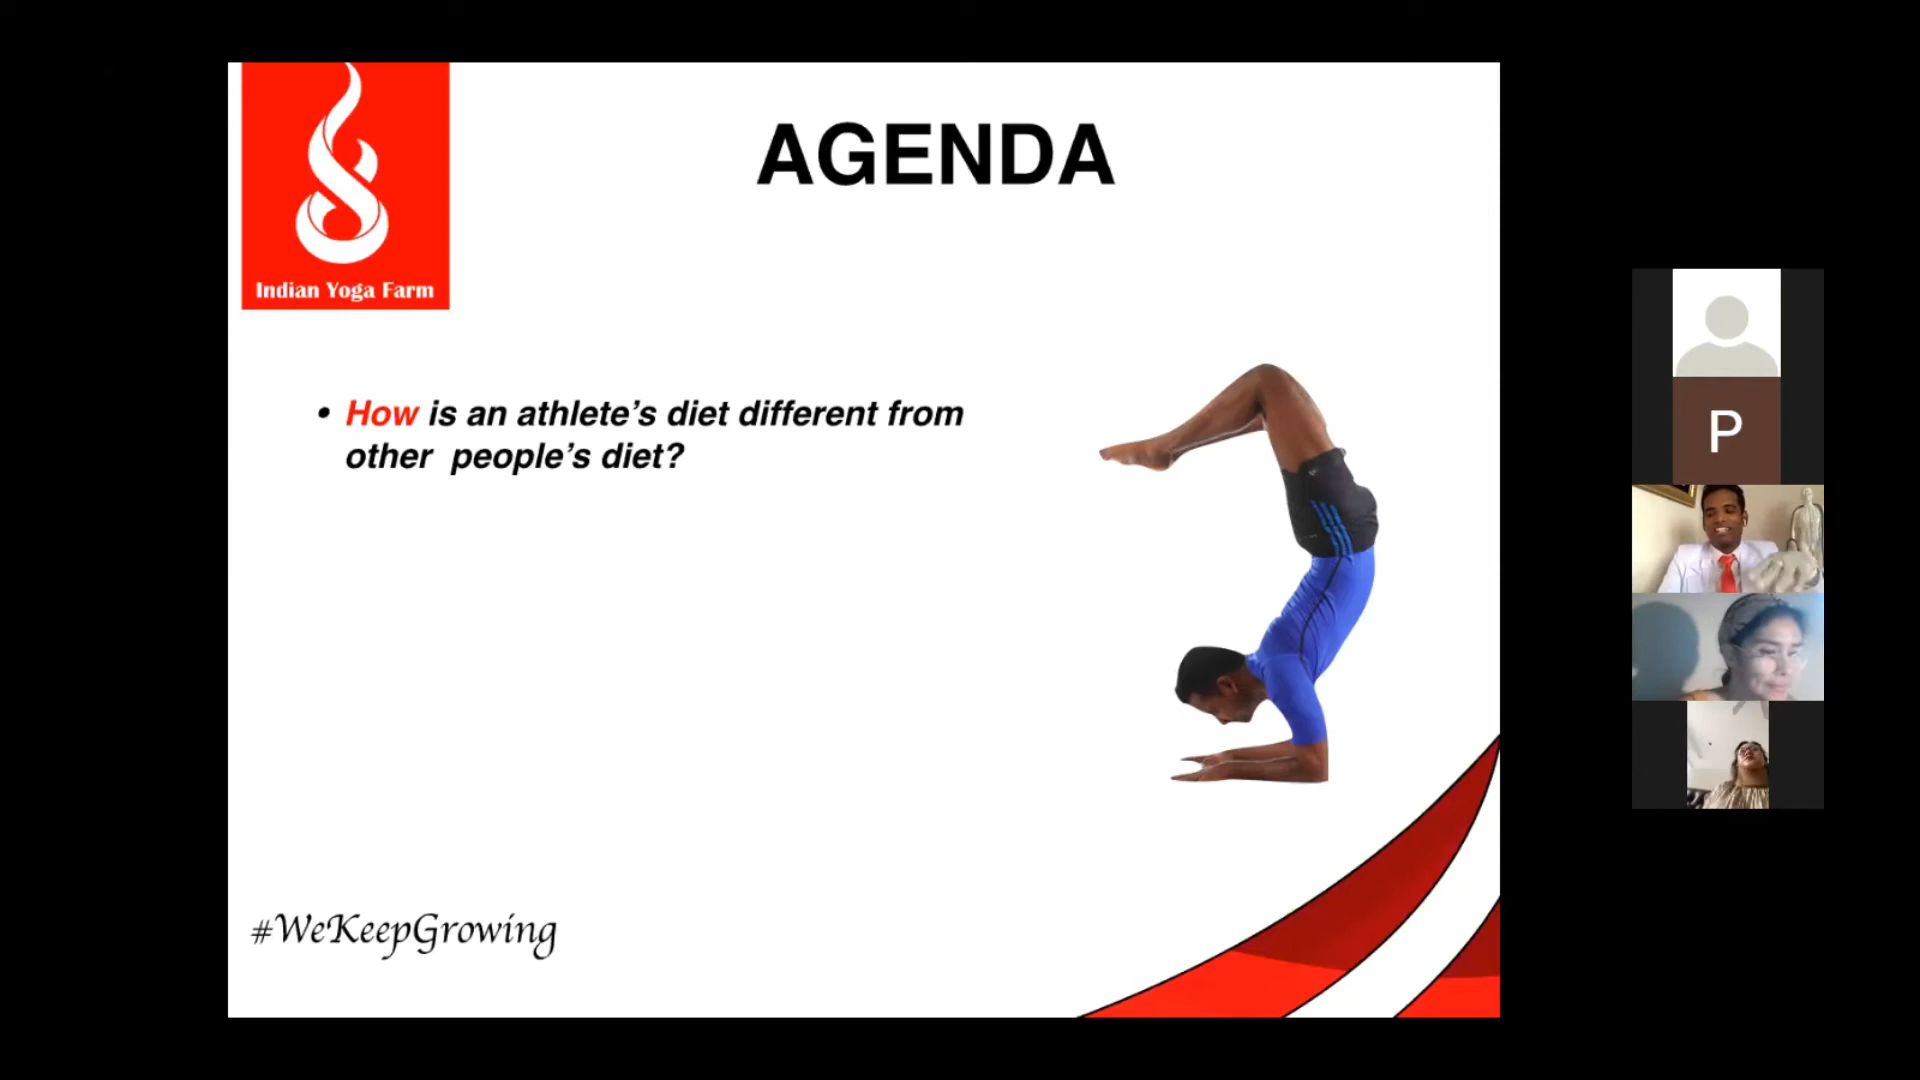 AGENDA
Indian Yoga Farm
• How is an athlete's diet different from
other people's diet?
#WeKeepGrowing
P